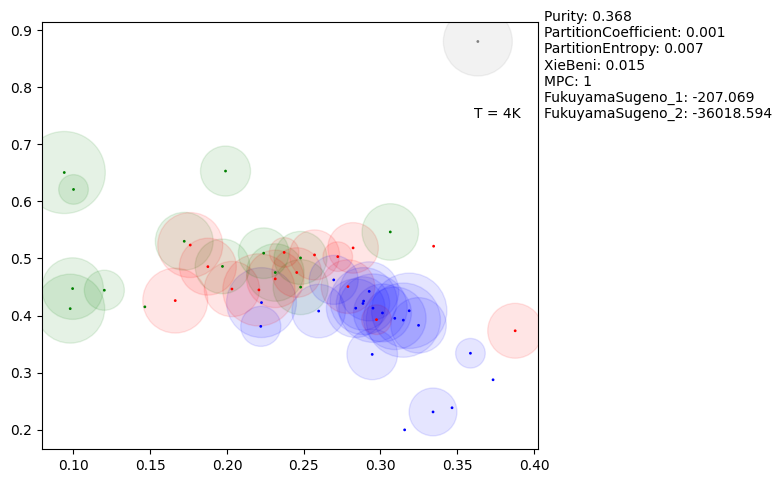 Purity: 0.368
PartitionCoefficient: 0.001
PartitionEntropy: 0.007
XieBeni: 0.015
MPC: 1
FukuyamaSugeno_1: -207.069
FukuyamaSugeno_2: -36018.594
T = 4K
0.9
0.8
0.7
0.6
0.5
0.4
0.3
0.2
0.10 0.15 0.20 0.25 0.30 0.35 0.40